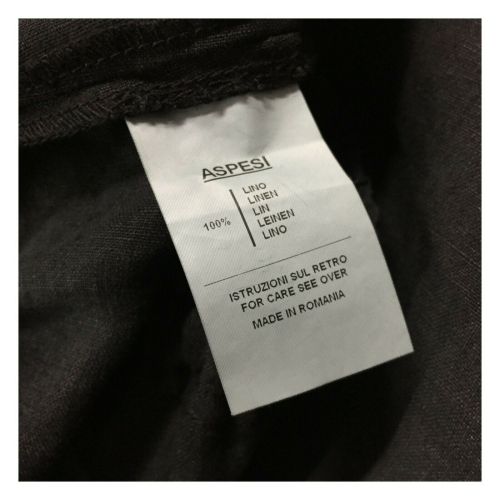 ASPESI
LINO
LINEN
100% LIN
LEINEN
LINO
ISTRUZIONI SUL RETRO
FOR CARE SEE OVER
MADE IN ROMANIA